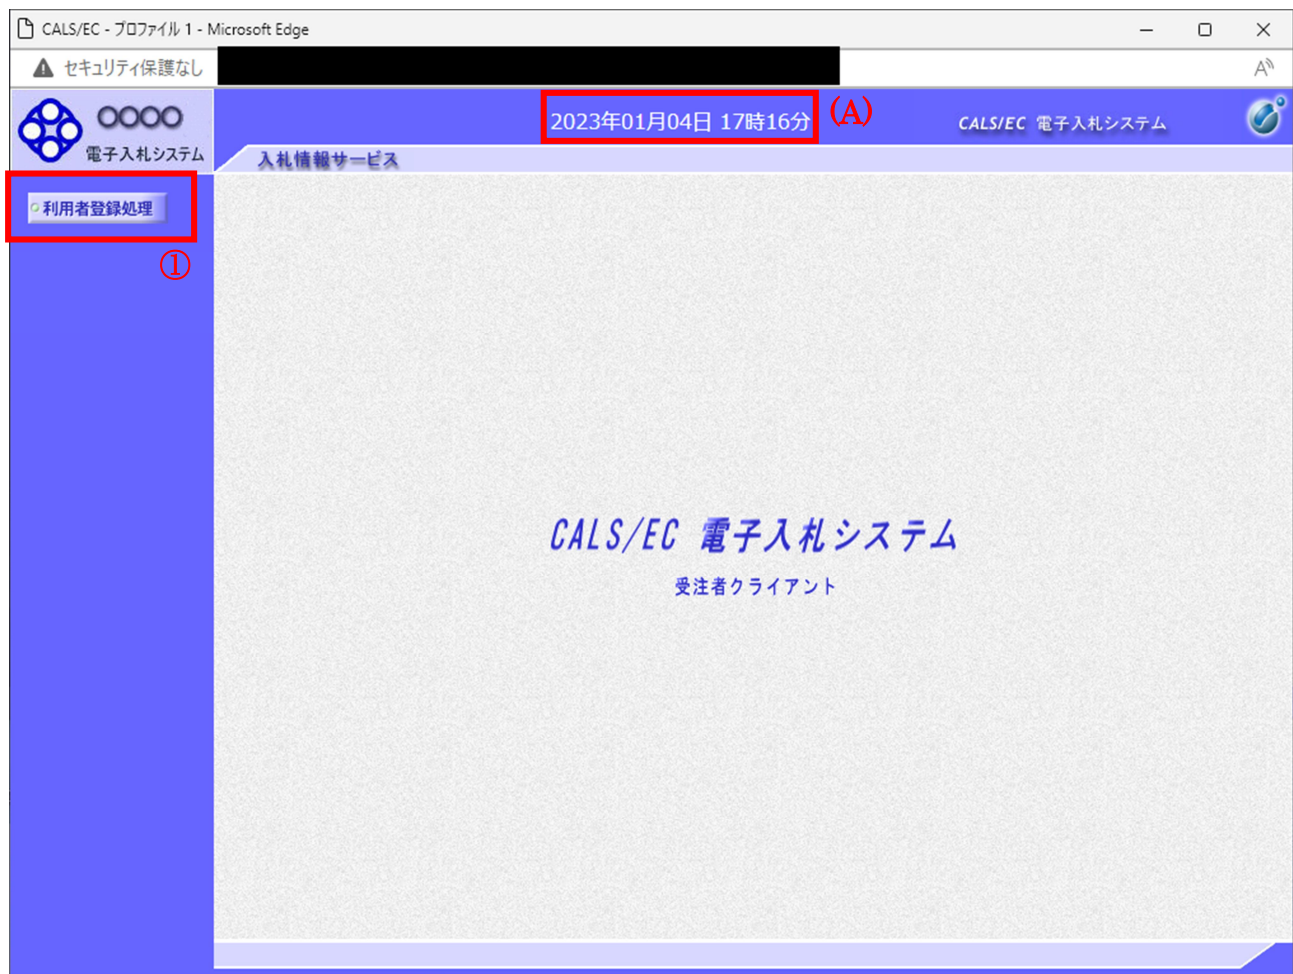 CALS/EC - プロファイル 1 - Microsoft Edge
セキュリティ保護なし
A
〇〇〇〇
電子入札システム
2023年01月04日 17時16分
(A)
CALS/EC 電子入札システム
入札情報サービス
利用者登録処理
①
CALS/EC 電子入札システム
受注者クライアント